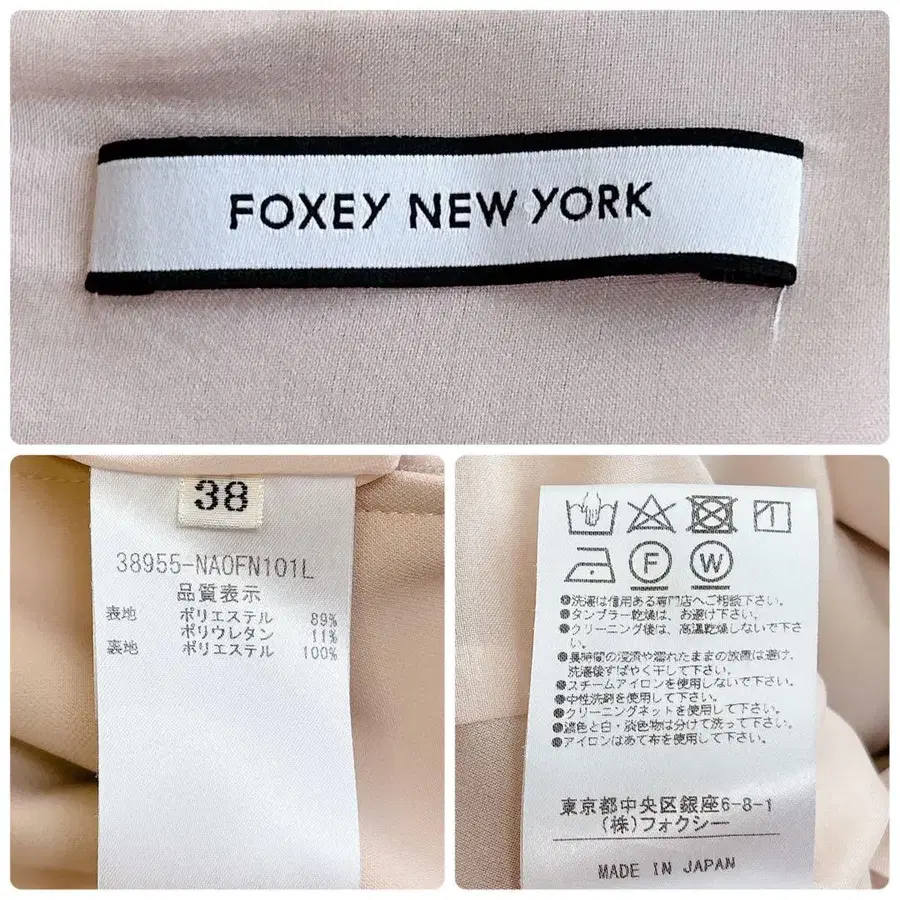 FOXEY NEW YORK
38
38955-NAOFN101L
品質表示
表地 ポリエステル 89%
ポリウレタン 11%
裏地 ポリエステル 100%
F W
●洗濯は信用ある専門店へご相談下さい。
●タンブラー乾燥は、お避け下さい。
●クリーニング後は、高温乾燥しないで下さ
い。
●長時間の浸漬や濡れたままの放置は避け、
洗濯後すばやく干して下さい。
●スチームアイロンを使用しないで下さい。
●中性洗剤を使用して下さい。
●クリーニングネットを使用して下さい。
●濃色と白・淡色物は分けて洗って下さい。
●アイロンはあて布を使用して下さい。
東京都中央区銀座6-8-1
(株)フォクシー
MADE IN JAPAN